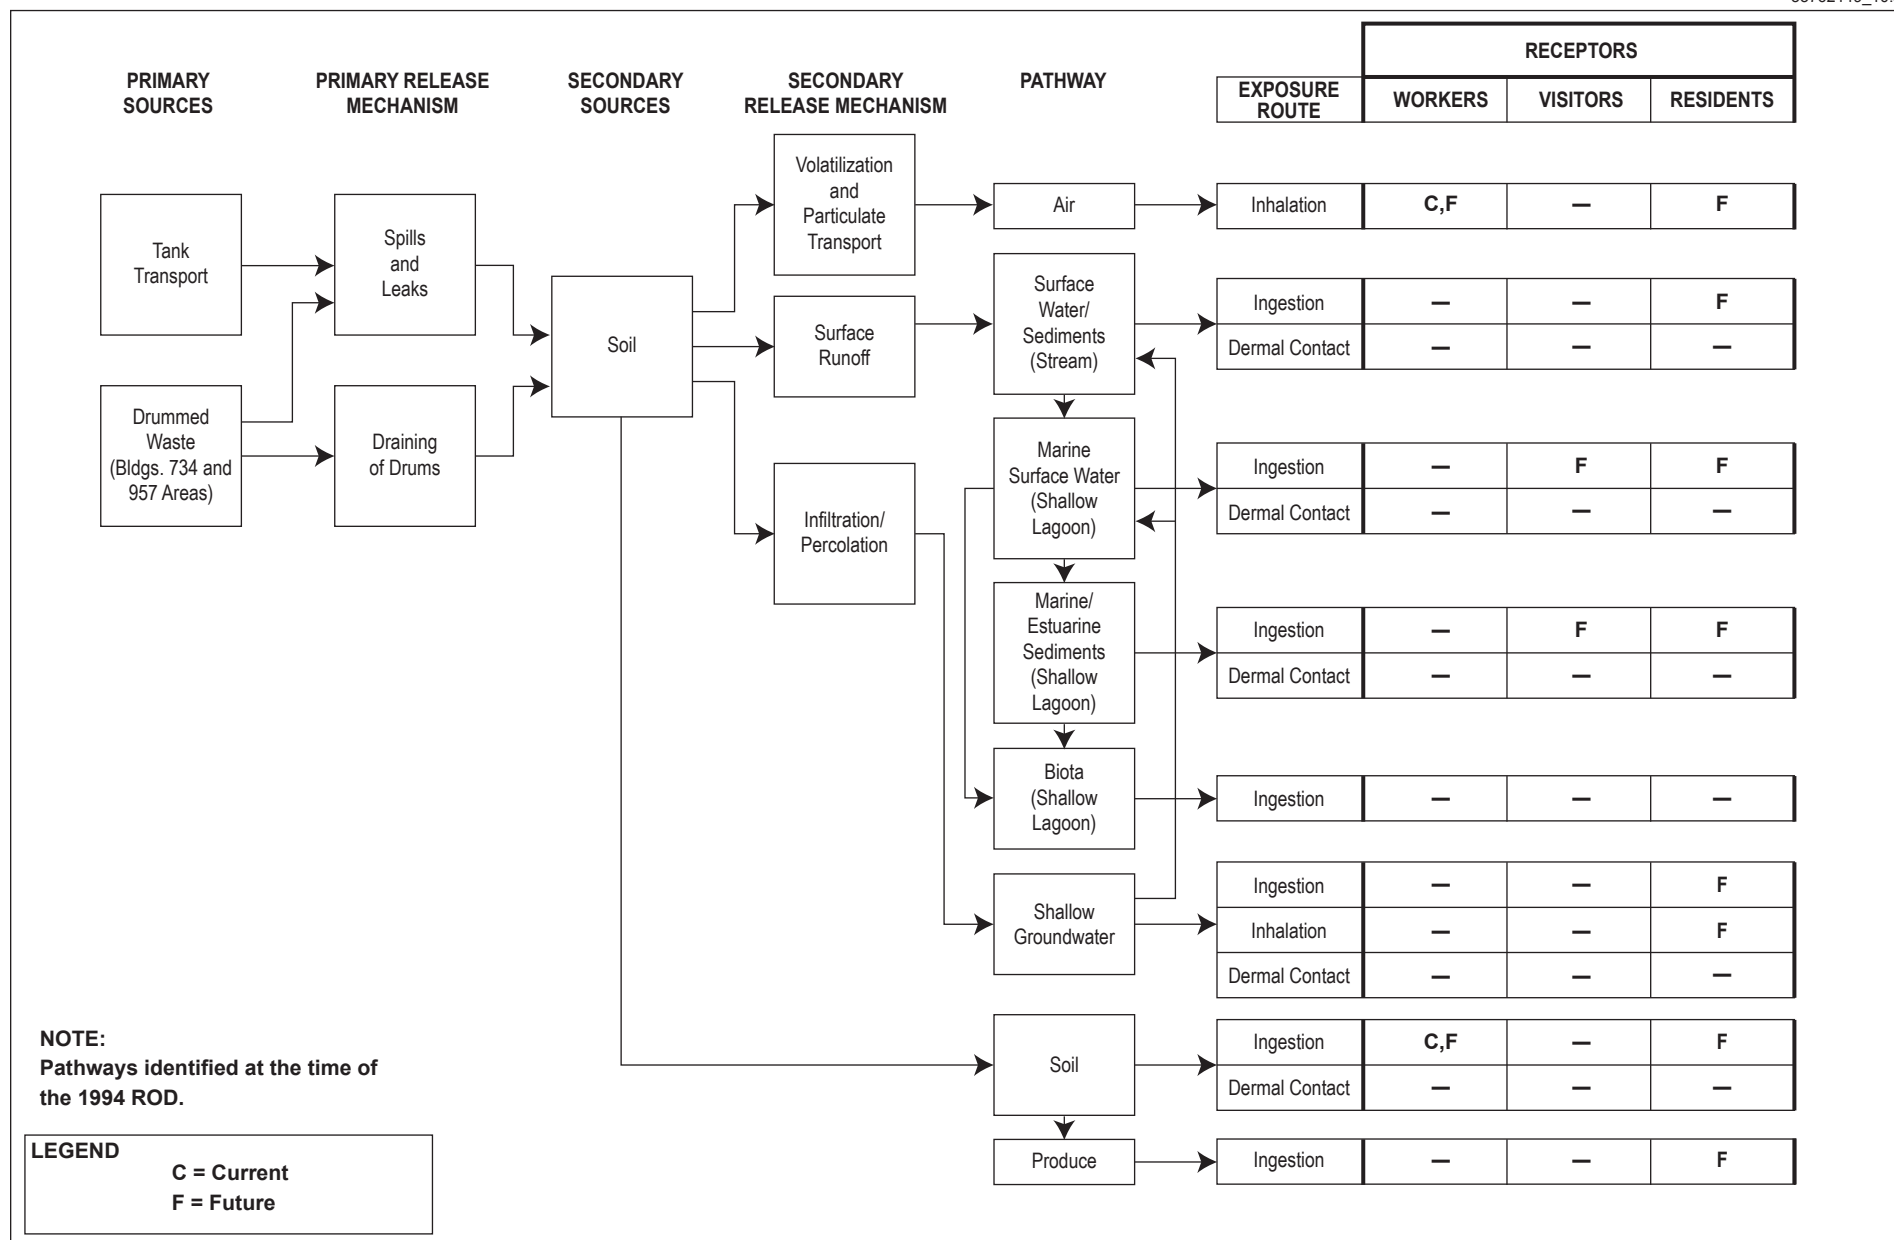 RECEPTORS
PRIMARY
SOURCES
PRIMARY RELEASE
MECHANISM
SECONDARY
SOURCES
SECONDARY
RELEASE MECHANISM
PATHWAY
EXPOSURE
ROUTE
WORKERS
VISITORS
RESIDENTS
Tank
Transport
Drummed
Waste
(Bldgs. 734 and
957 Areas)
Spills
and
Leaks
Draining
of Drums
Soil
Volatilization
and
Particulate
Transport
Surface
Runoff
Infiltration/
Percolation
Air
Inhalation C,F — F
Surface
Water/
Sediments
(Stream)
Ingestion — — F
Dermal Contact — — —
Marine
Surface Water
(Shallow
Lagoon)
Ingestion — F F
Dermal Contact — — —
Marine/
Estuarine
Sediments
(Shallow
Lagoon)
Ingestion — F F
Dermal Contact — — —
Biota
(Shallow
Lagoon)
Ingestion — — —
Shallow
Groundwater
Ingestion — — F
Inhalation — — F
Dermal Contact — — —
Soil
Ingestion C,F — F
Dermal Contact — — —
Produce
Ingestion — — F
NOTE:
Pathways identified at the time of
the 1994 ROD.
LEGEND
C = Current
F = Future